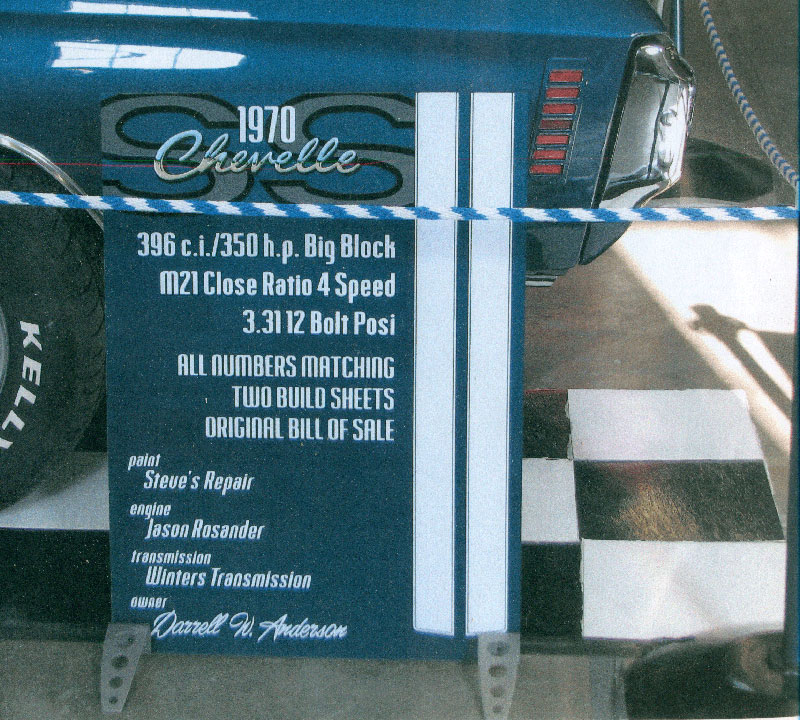 SS
1970
Chevelle
396 c.i./350 h.p. Big Block
M21 Close Ratio 4 Speed
3.31 12 Bolt Posi
ALL NUMBERS MATCHING
TWO BUILD SHEETS
ORIGINAL BILL OF SALE
paint
Steve's Repair
engine
Jason Rosander
transmission
Winters Transmission
owner
Darrell W. Anderson
KELL